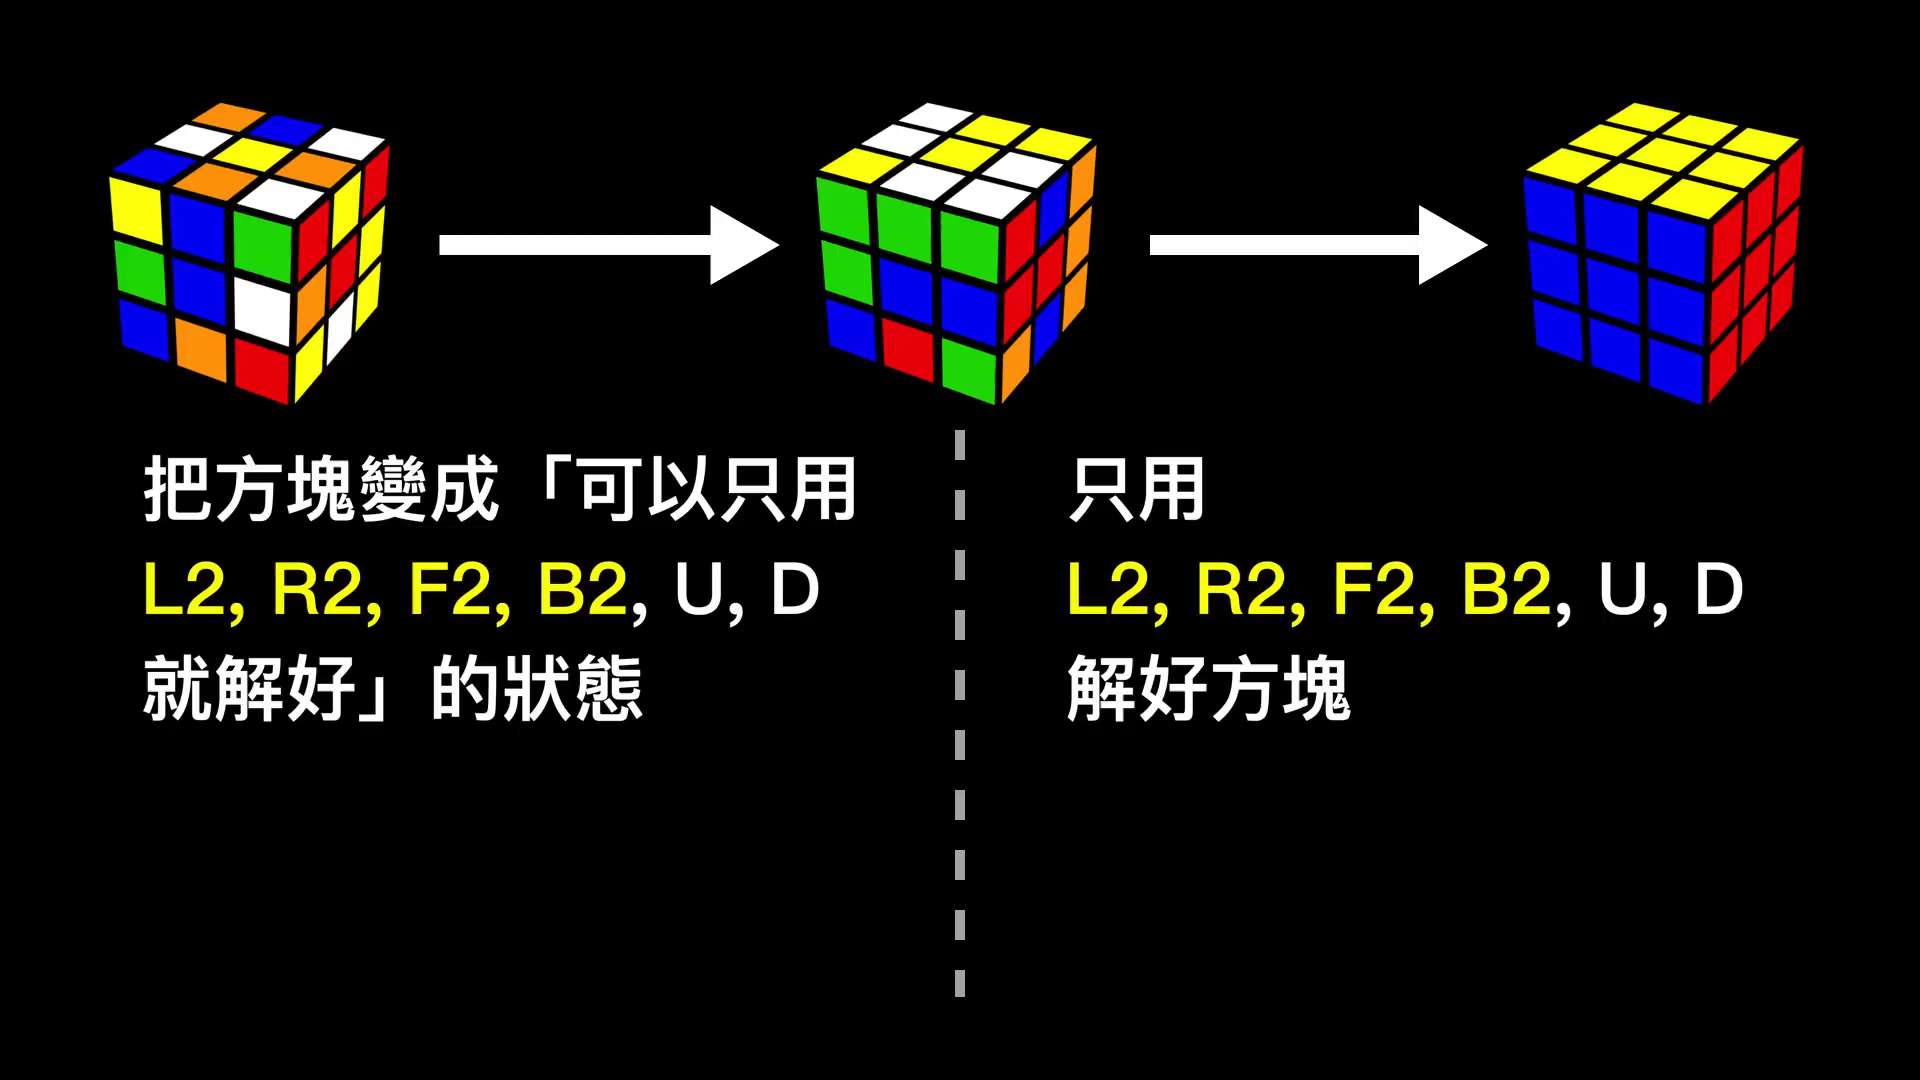 把方塊變成「可以只用
L2, R2, F2, B2, U, D
就解好」的狀態
只用
L2, R2, F2, B2, U, D
解好方塊